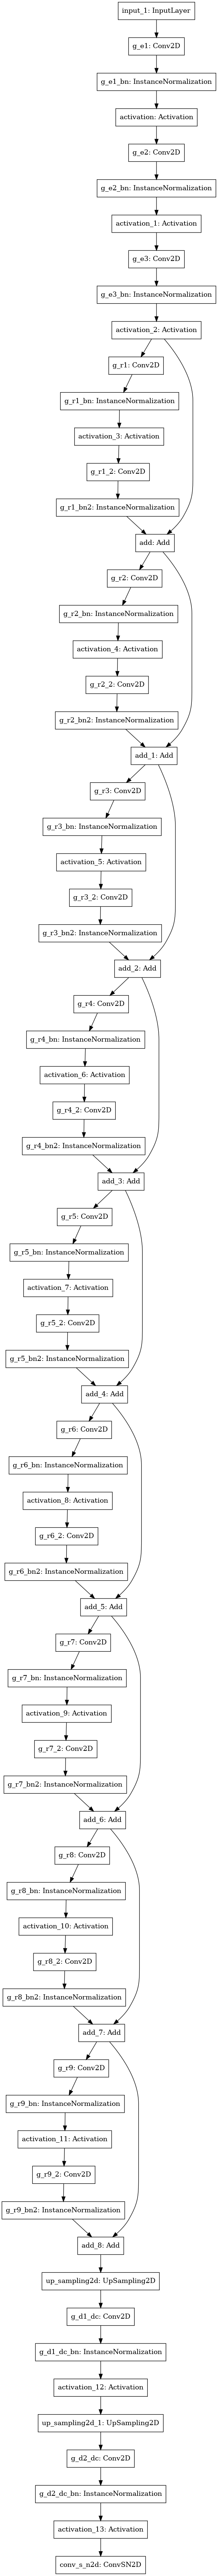 input_1: InputLayer
g_e1: Conv2D
g_e1_bn: InstanceNormalization
activation: Activation
g_e2: Conv2D
g_e2_bn: InstanceNormalization
activation_1: Activation
g_e3: Conv2D
g_e3_bn: InstanceNormalization
activation_2: Activation
g_r1: Conv2D
g_r1_bn: InstanceNormalization
activation_3: Activation
g_r1_2: Conv2D
g_r1_bn2: InstanceNormalization
add: Add
g_r2: Conv2D
g_r2_bn: InstanceNormalization
activation_4: Activation
g_r2_2: Conv2D
g_r2_bn2: InstanceNormalization
add_1: Add
g_r3: Conv2D
g_r3_bn: InstanceNormalization
activation_5: Activation
g_r3_2: Conv2D
g_r3_bn2: InstanceNormalization
add_2: Add
g_r4: Conv2D
g_r4_bn: InstanceNormalization
activation_6: Activation
g_r4_2: Conv2D
g_r4_bn2: InstanceNormalization
add_3: Add
g_r5: Conv2D
g_r5_bn: InstanceNormalization
activation_7: Activation
g_r5_2: Conv2D
g_r5_bn2: InstanceNormalization
add_4: Add
g_r6: Conv2D
g_r6_bn: InstanceNormalization
activation_8: Activation
g_r6_2: Conv2D
g_r6_bn2: InstanceNormalization
add_5: Add
g_r7: Conv2D
g_r7_bn: InstanceNormalization
activation_9: Activation
g_r7_2: Conv2D
g_r7_bn2: InstanceNormalization
add_6: Add
g_r8: Conv2D
g_r8_bn: InstanceNormalization
activation_10: Activation
g_r8_2: Conv2D
g_r8_bn2: InstanceNormalization
add_7: Add
g_r9: Conv2D
g_r9_bn: InstanceNormalization
activation_11: Activation
g_r9_2: Conv2D
g_r9_bn2: InstanceNormalization
add_8: Add
up_sampling2d: UpSampling2D
g_d1_dc: Conv2D
g_d1_dc_bn: InstanceNormalization
activation_12: Activation
up_sampling2d_1: UpSampling2D
g_d2_dc: Conv2D
g_d2_dc_bn: InstanceNormalization
activation_13: Activation
conv_s_n2d: ConvSN2D